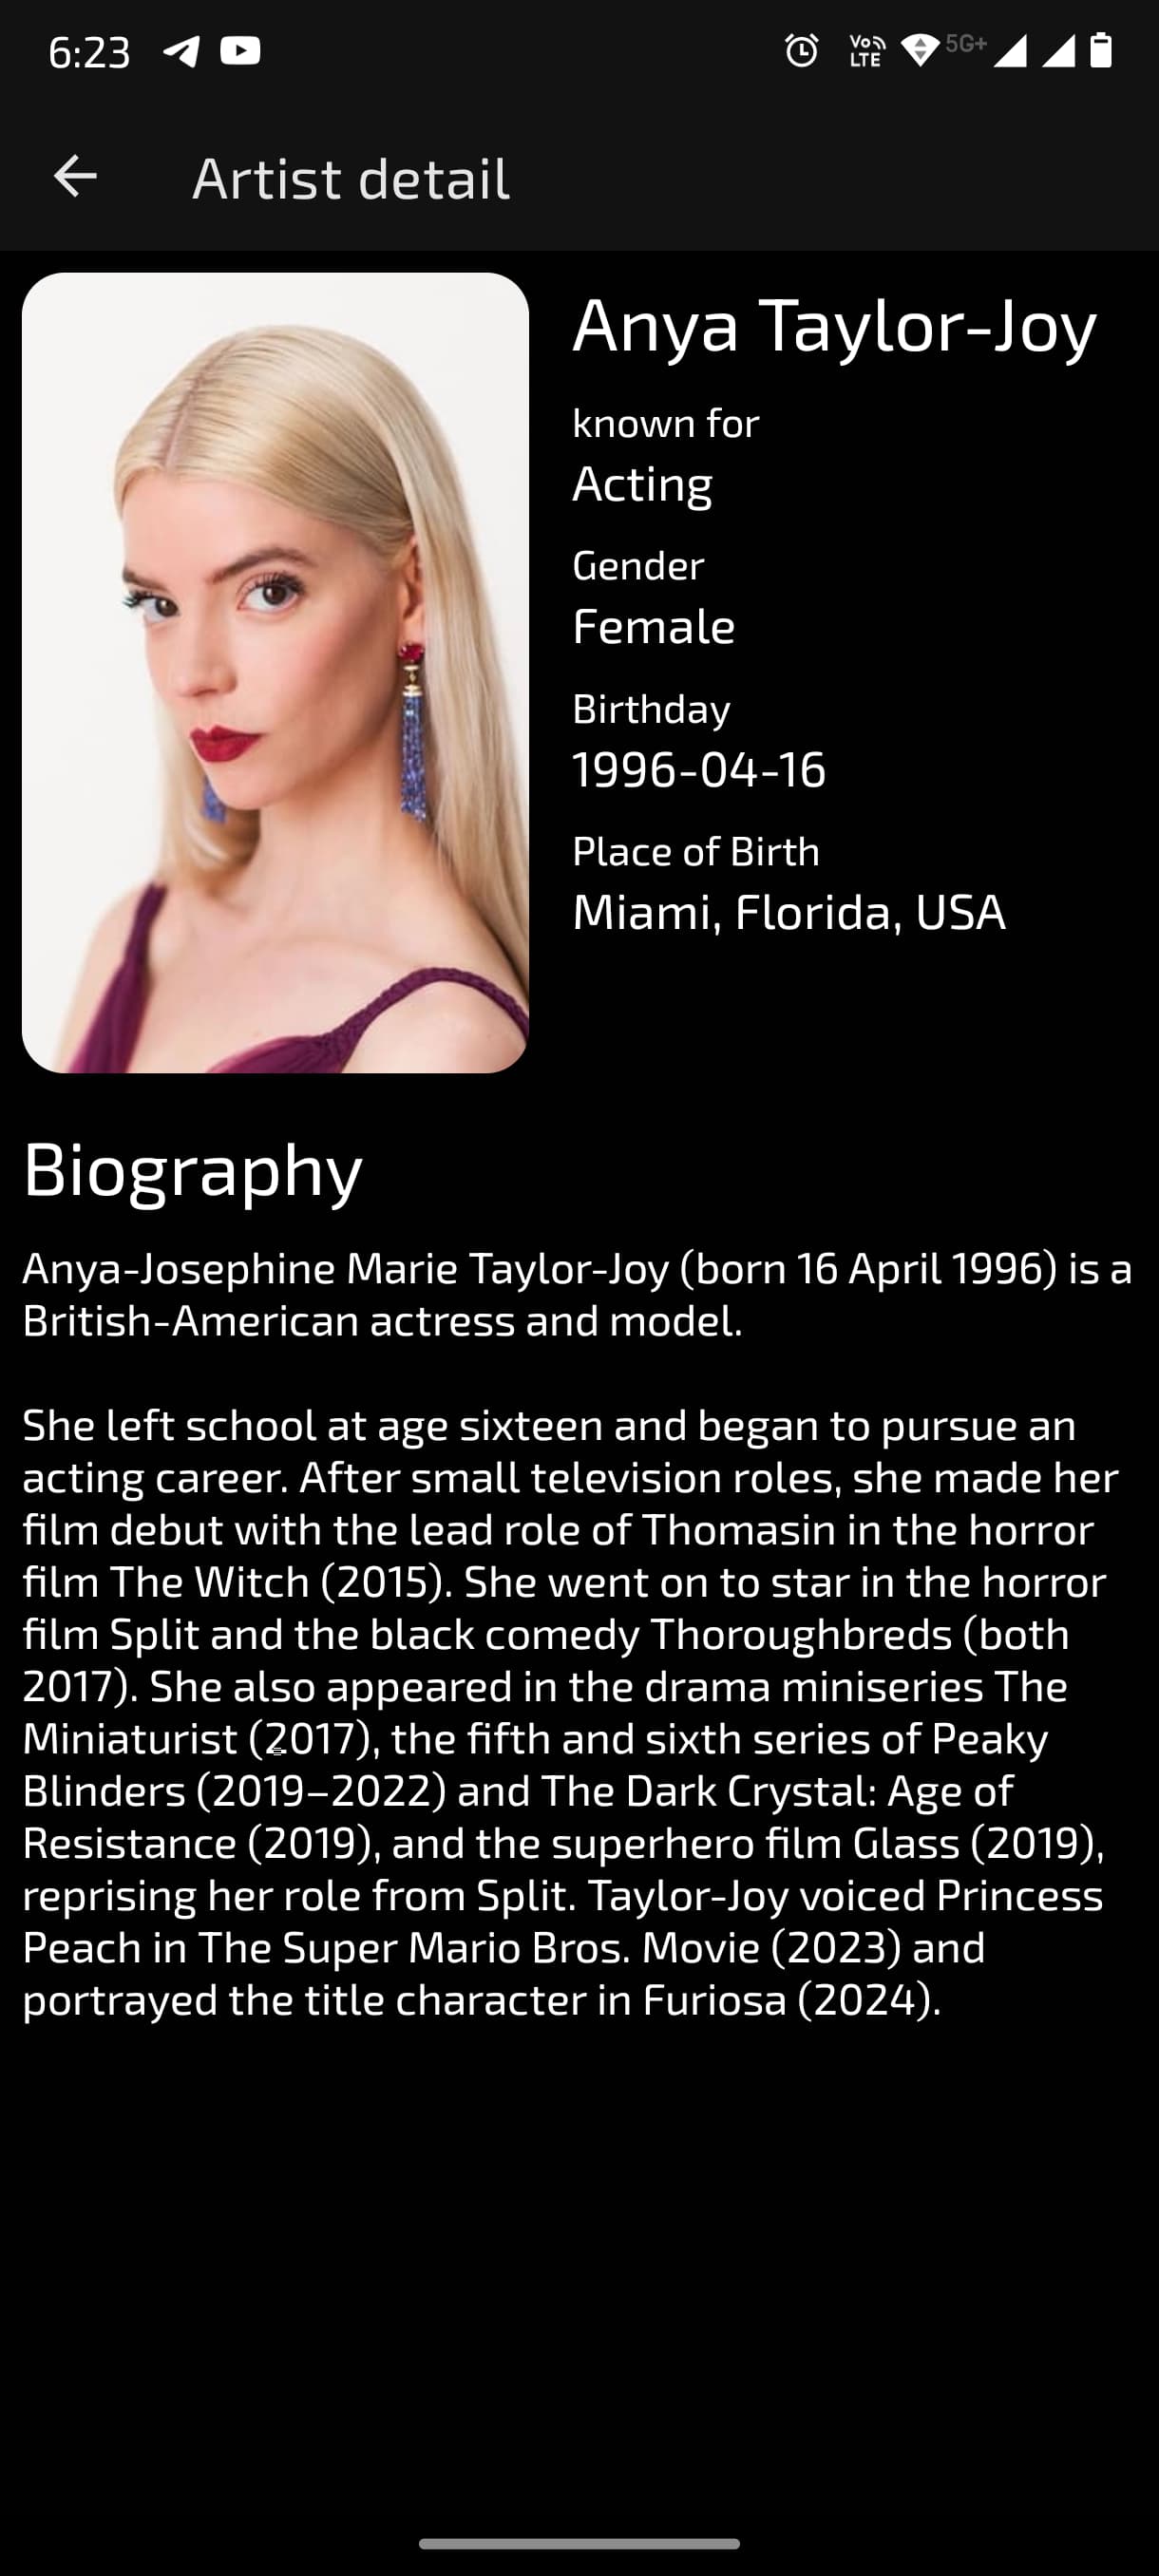 6:23
Vo
LTE
5G+
Artist detail
Anya Taylor-Joy
known for
Acting
Gender
Female
Birthday
1996-04-16
Place of Birth
Miami, Florida, USA
Biography
Anya-Josephine Marie Taylor-Joy (born 16 April 1996) is a
British-American actress and model.
She left school at age sixteen and began to pursue an
acting career. After small television roles, she made her
film debut with the lead role of Thomasin in the horror
film The Witch (2015). She went on to star in the horror
film Split and the black comedy Thoroughbreds (both
2017). She also appeared in the drama miniseries The
Miniaturist (2017), the fifth and sixth series of Peaky
Blinders (2019–2022) and The Dark Crystal: Age of
Resistance (2019), and the superhero film Glass (2019),
reprising her role from Split. Taylor-Joy voiced Princess
Peach in The Super Mario Bros. Movie (2023) and
portrayed the title character in Furiosa (2024).